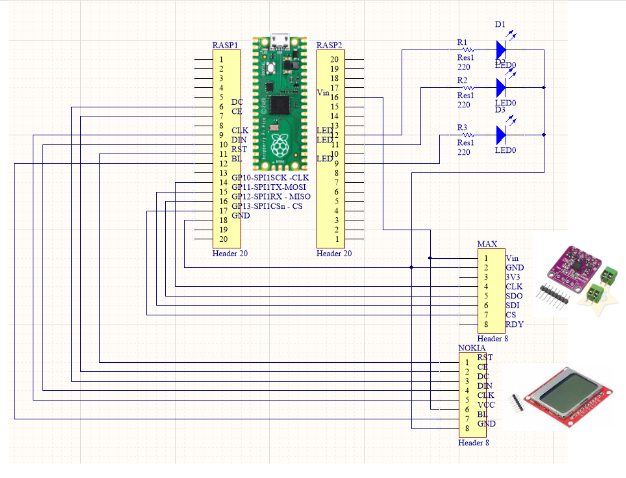 RASP1
1
2
3
4
5
6
7
8
9
10
11
12
13
14
15
16
17
18
19
20
DC
CE
CLK
DIN
RST
BL
GP10-SPI1SCK -CLK
GP11-SPI1TX-MOSI
GP12-SPI1RX - MISO
GP13-SPI1CSn - CS
GND
Header 20
RASP2
20
19
18
17
16
15
14
13
12
11
10
9
8
7
6
5
4
3
2
1
Vin
LED
LED
LED
Header 20
R1
Res1
220
D1
LED0
R2
Res1
220
LED0
R3
Res1
220
D3
LED0
MAX
1 Vin
2 GND
3 3V3
4 CLK
5 SDO
6 SDI
7 CS
8 RDY
Header 8
NOKIA
1 RST
2 CE
3 DC
4 DIN
5 CLK
6 VCC
7 BL
8 GND
Header 8